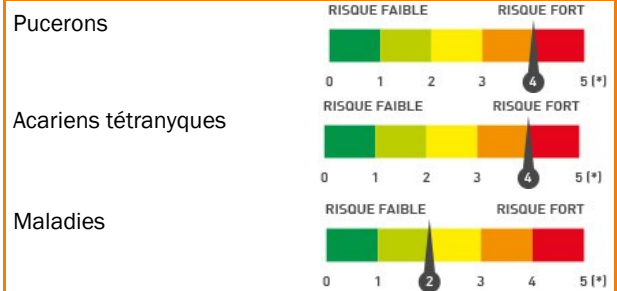 RISQUE FAIBLE RISQUE FORT
Pucerons
0 1 2 3 4 5 (*)
RISQUE FAIBLE RISQUE FORT
Acariens tétranyques
0 1 2 3 4 5 (*)
RISQUE FAIBLE RISQUE FORT
Maladies
0 1 2 3 4 5 (*)